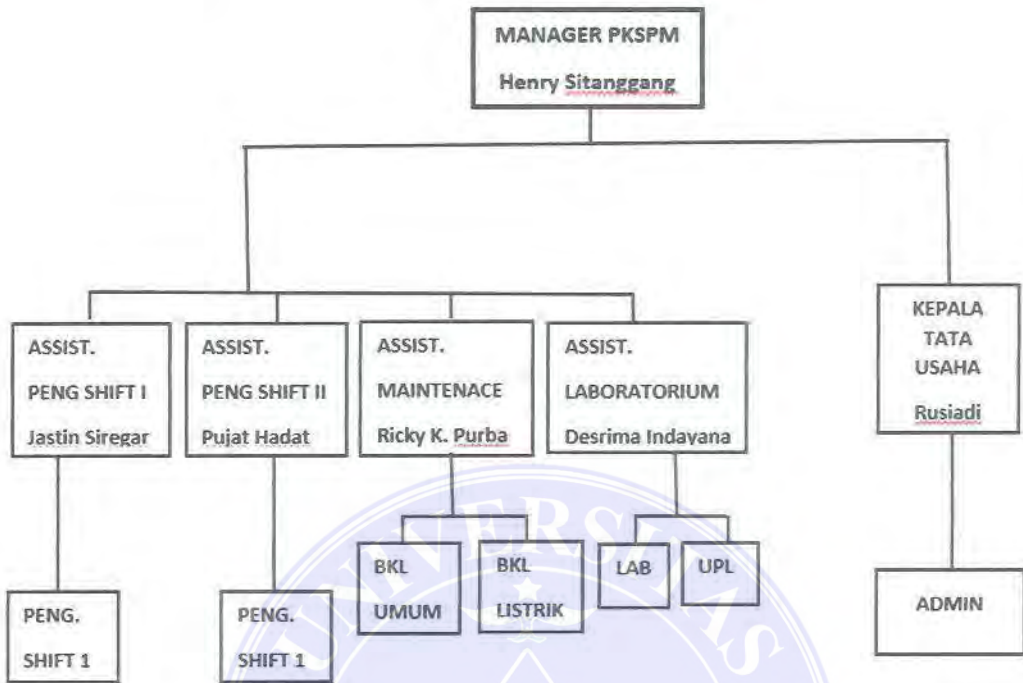 MANAGER PKSPM
Henry Sitanggang
KEPALA
TATA
USAHA
Rusiadi
ASSIST.
PENG SHIFT I
Jastin Siregar
ASSIST.
PENG SHIFT II
Pujat Hadat
ASSIST.
MAINTENACE
Ricky K. Purba
ASSIST.
LABORATORIUM
Desrima Indayana
PENG.
SHIFT 1
PENG.
SHIFT 1
BKL
UMUM
BKL
LISTRIK
LAB
UPL
ADMIN
UNIVERSITAS